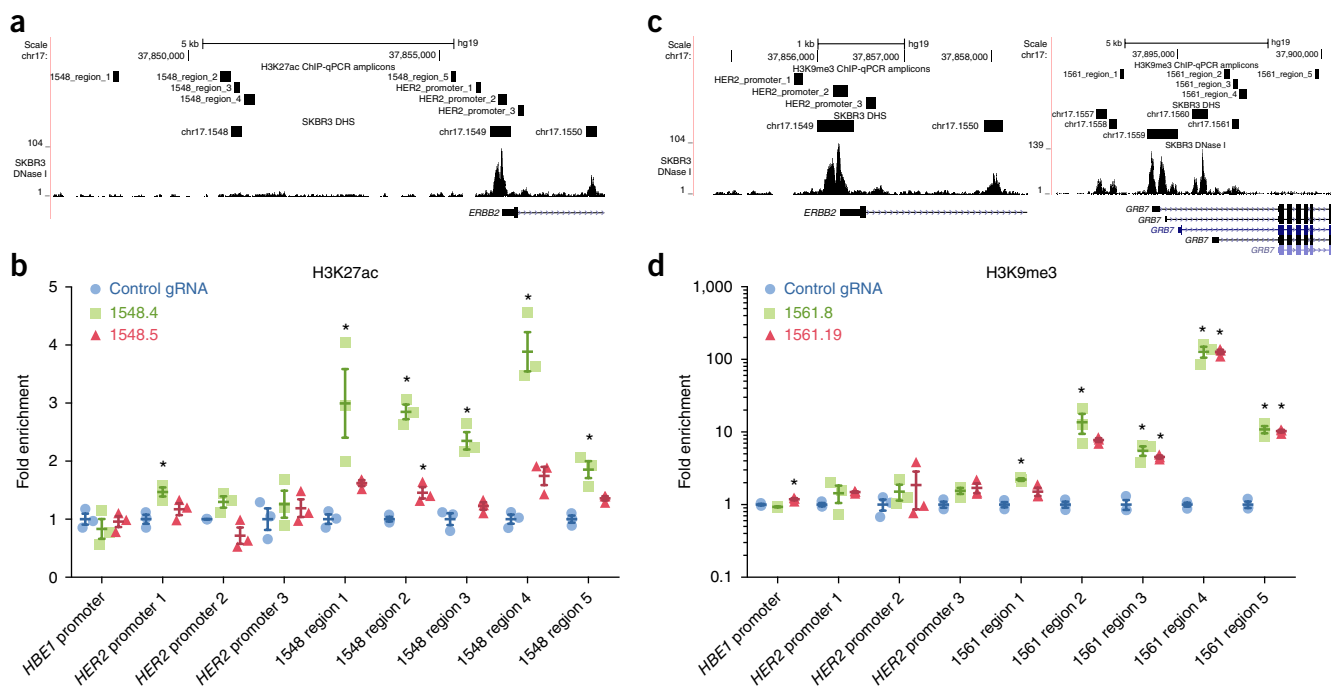 a
Scale
5 kb
hg19
chr17:
37,850,000
37,855,000
H3K27ac ChIP-qPCR amplicons
1548_region_1
1548_region_2
1548_region_5
1548_region_3
HER2_promoter_1
1548_region_4
HER2_promoter_2
HER2_promoter_3
SKBR3 DHS
chr17.1548
chr17.1549
chr17.1550
104
SKBR3
DNase I
1
ERBB2
c
Scale
1 kb
hg19
chr17:
37,856,000
37,857,000
37,858,000
H3K9me3 ChIP-qPCR amplicons
HER2_promoter_1
HER2_promoter_2
HER2_promoter_3
SKBR3 DHS
chr17.1549
chr17.1550
104
SKBR3
DNase I
1
ERBB2
Scale
5 kb
hg19
chr17:
37,895,000
37,900,000
H3K9me3 ChIP-qPCR amplicons
1561_region_1
1561_region_2
1561_region_5
1561_region_3
1561_region_4
SKBR3 DHS
chr17.1557
chr17.1560
chr17.1558
chr17.1561
chr17.1559
SKBR3 DNase I
139
1
GRB7
GRB7
GRB7
GRB7
GRB7
b
H3K27ac
Control gRNA
1548.4
1548.5
Fold enrichment
5
4
3
2
1
0
* * * * * * *
HBE1 promoter
HER2 promoter 1
HER2 promoter 2
HER2 promoter 3
1548 region 1
1548 region 2
1548 region 3
1548 region 4
1548 region 5
d
H3K9me3
Control gRNA
1561.8
1561.19
Fold enrichment
1,000
100
10
1
0.1
* * * * * * * * *
HBE1 promoter
HER2 promoter 1
HER2 promoter 2
HER2 promoter 3
1561 region 1
1561 region 2
1561 region 3
1561 region 4
1561 region 5